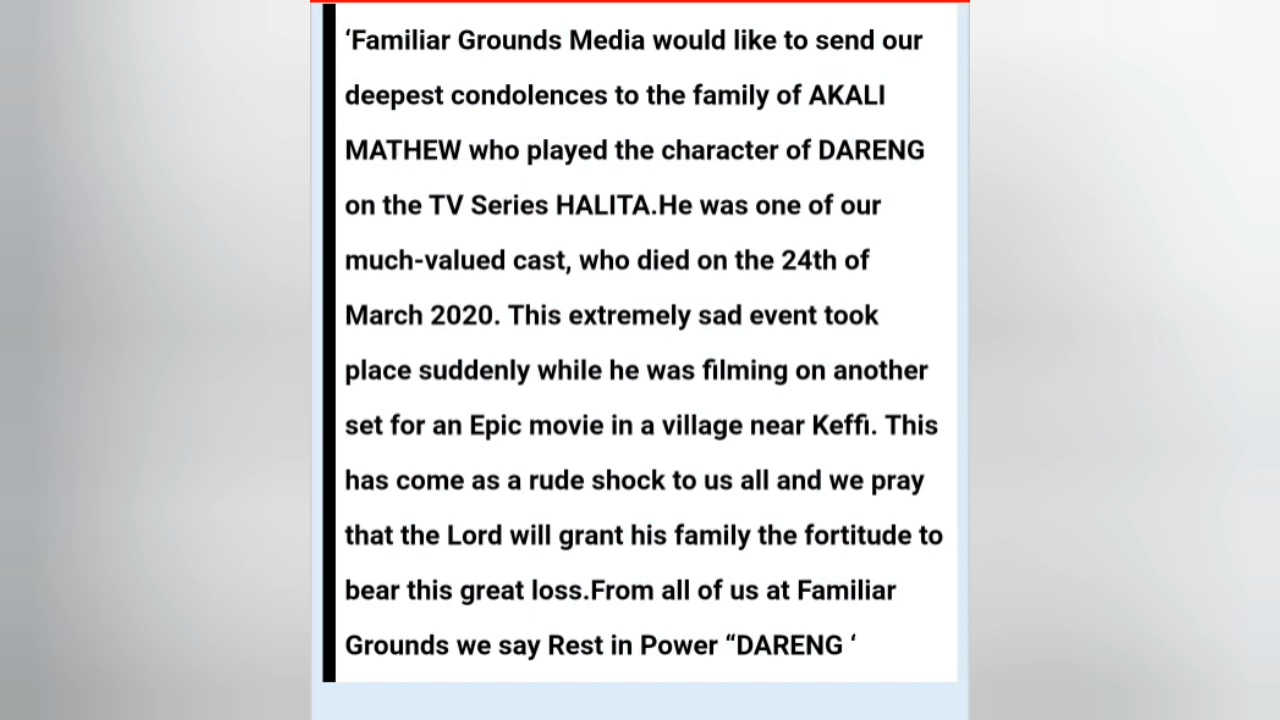 ‘Familiar Grounds Media would like to send our
deepest condolences to the family of AKALI
MATHEW who played the character of DARENG
on the TV Series HALITA.He was one of our
much-valued cast, who died on the 24th of
March 2020. This extremely sad event took
place suddenly while he was filming on another
set for an Epic movie in a village near Keffi. This
has come as a rude shock to us all and we pray
that the Lord will grant his family the fortitude to
bear this great loss.From all of us at Familiar
Grounds we say Rest in Power “DARENG ‘